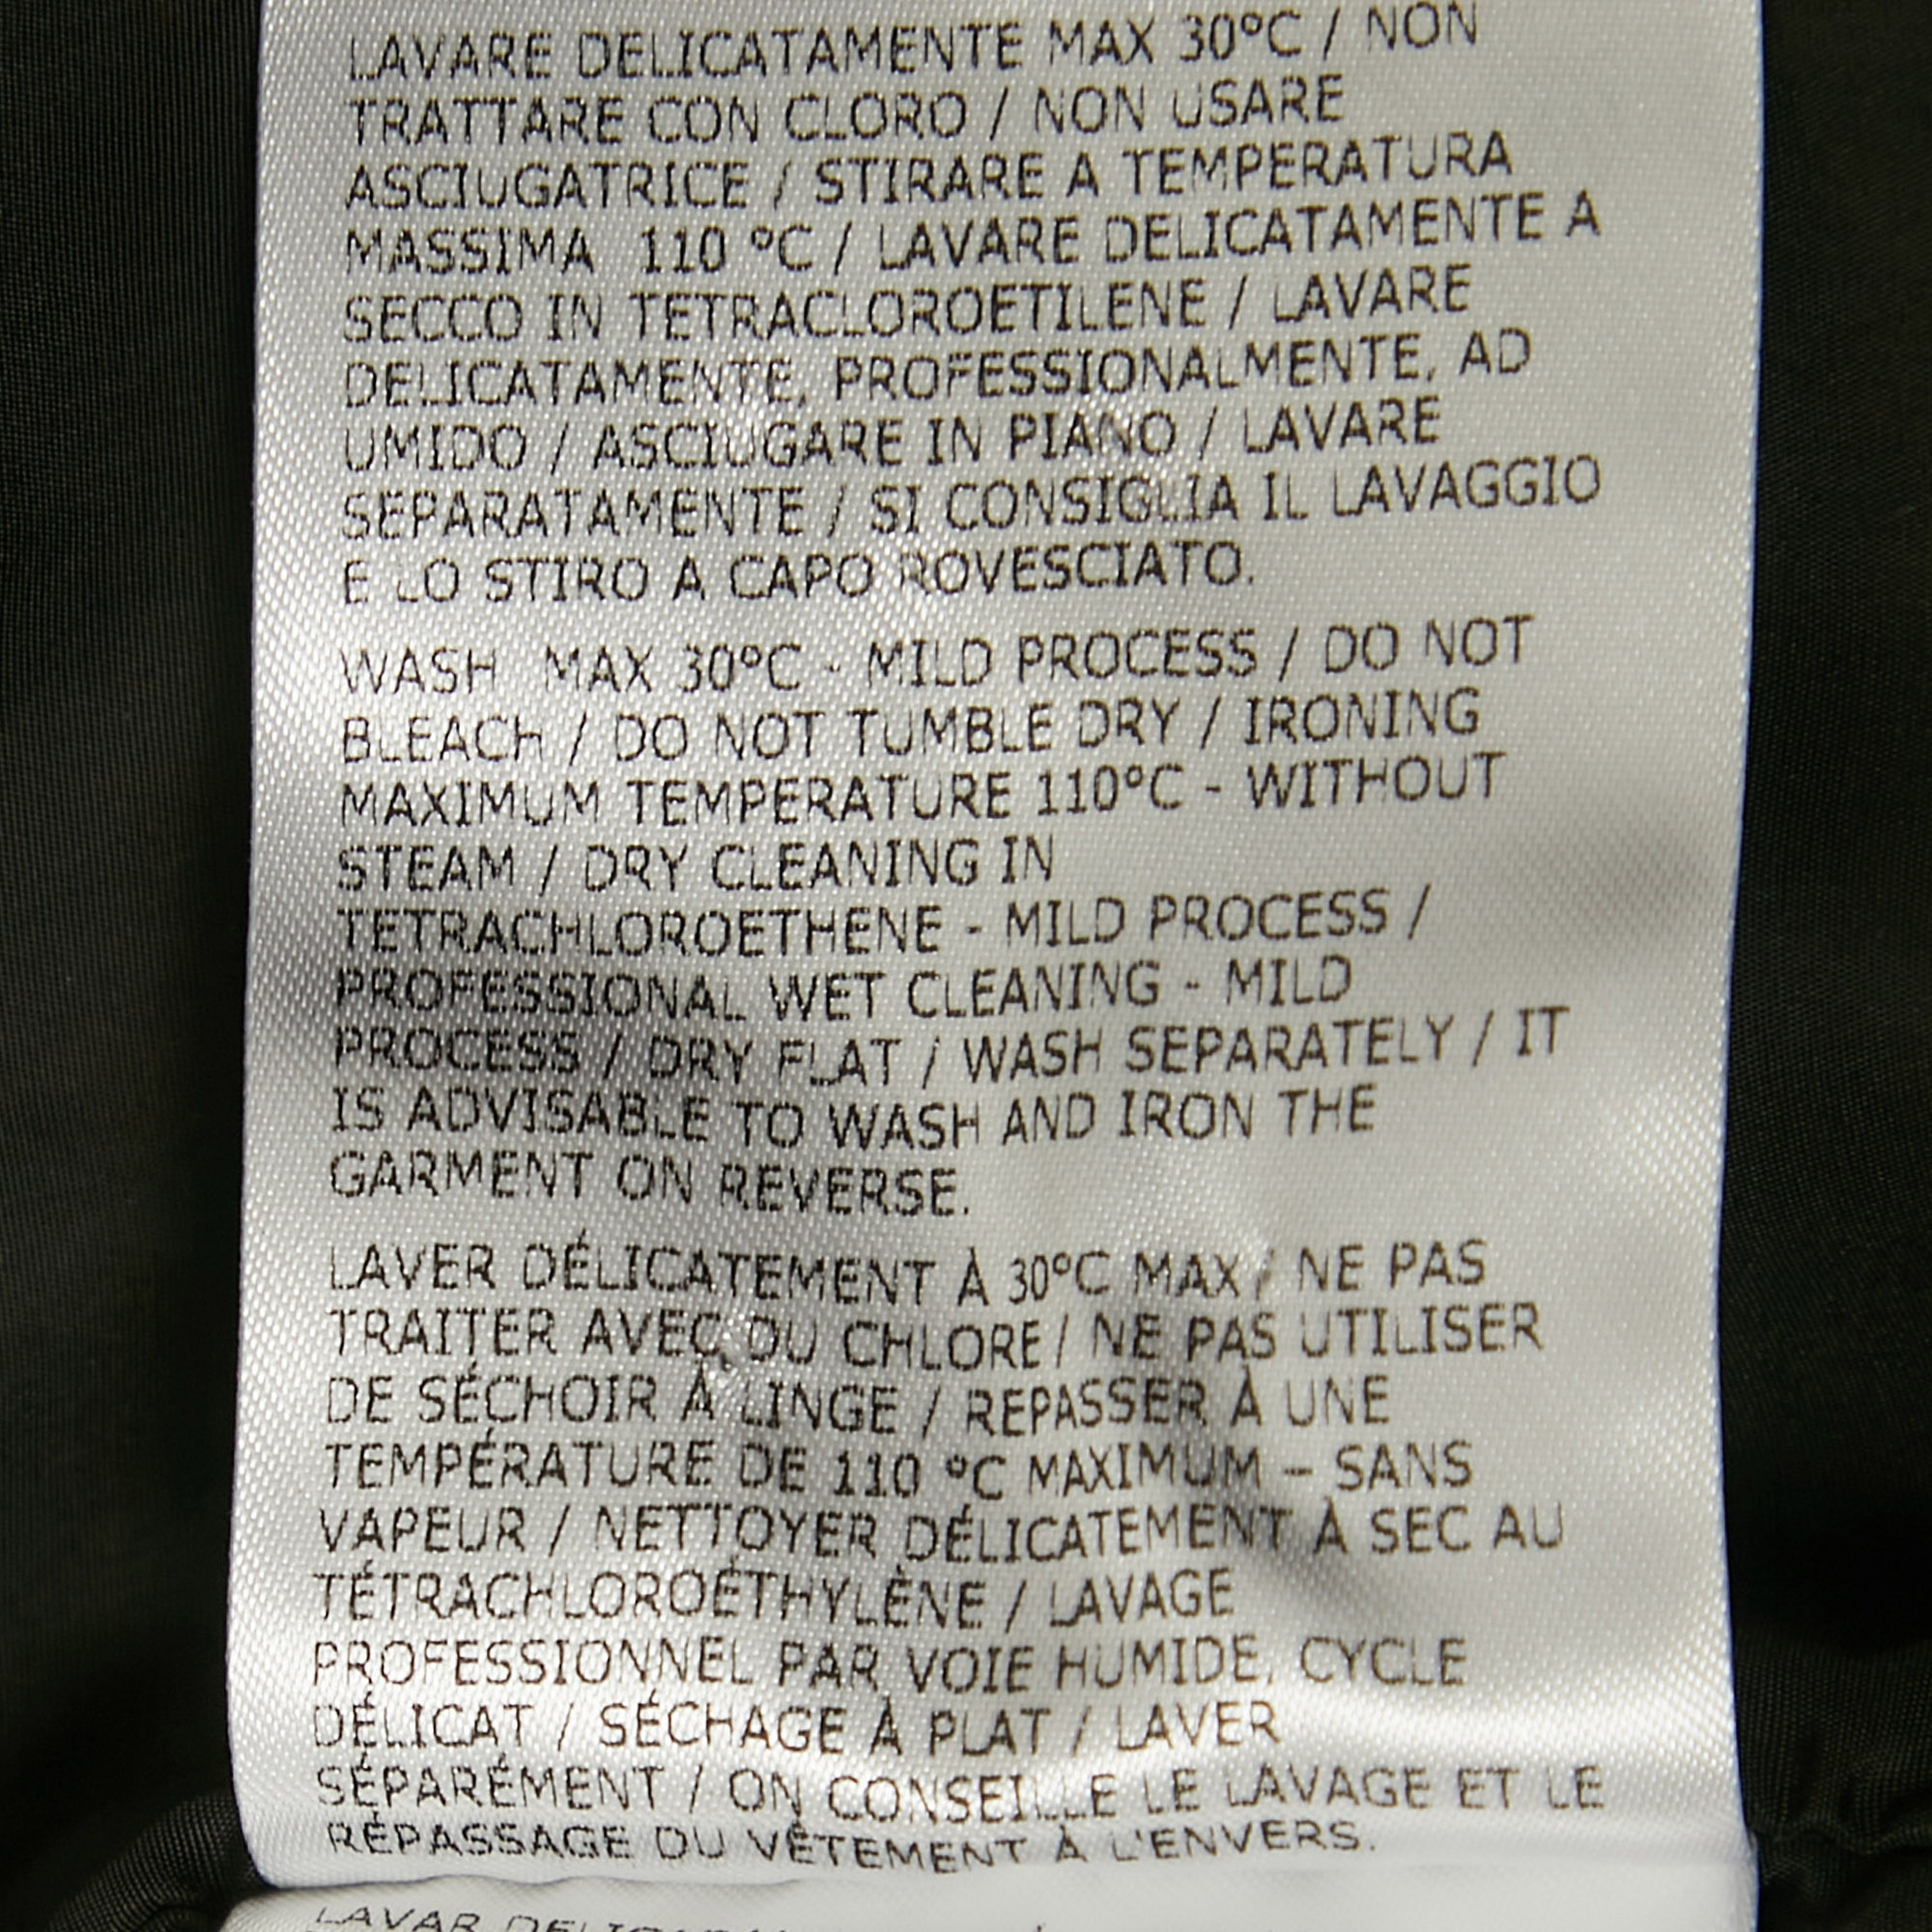 LAVARE DELICATAMENTE MAX 30°C / NON
TRATTARE CON CLORO / NON USARE
ASCIUGATRICE / STIRARE A TEMPERATURA
MASSIMA 110 °C / LAVARE DELICATAMENTE A
SECCO IN TETRACLOROETILENE / LAVARE
DELICATAMENTE, PROFESSIONALMENTE, AD
UMIDO / ASCIUGARE IN PIANO / LAVARE
SEPARATAMENTE / SI CONSIGLIA IL LAVAGGIO
E LO STIRO A CAPO ROVESCIATO.
WASH MAX 30°C - MILD PROCESS / DO NOT
BLEACH / DO NOT TUMBLE DRY / IRONING
MAXIMUM TEMPERATURE 110°C - WITHOUT
STEAM / DRY CLEANING IN
TETRACHLOROETHENE - MILD PROCESS /
PROFESSIONAL WET CLEANING - MILD
PROCESS / DRY FLAT / WASH SEPARATELY / IT
IS ADVISABLE TO WASH AND IRON THE
GARMENT ON REVERSE.
LAVER DÉLICATEMENT À 30°C MAX / NE PAS
TRAITER AVEC DU CHLORE / NE PAS UTILISER
DE SÉCHOIR À LINGE / REPASSER À UNE
TEMPÉRATURE DE 110 °C MAXIMUM – SANS
VAPEUR / NETTOYER DÉLICATEMENT À SEC AU
TÉTRACHLOROÉTHYLÈNE / LAVAGE
PROFESSIONNEL PAR VOIE HUMIDE, CYCLE
DÉLICAT / SÉCHAGE À PLAT / LAVER
SÉPARÉMENT / ON CONSEILLE LE LAVAGE ET LE
RÉPASSAGE DU VÊTEMENT À L'ENVERS.
LAVAR